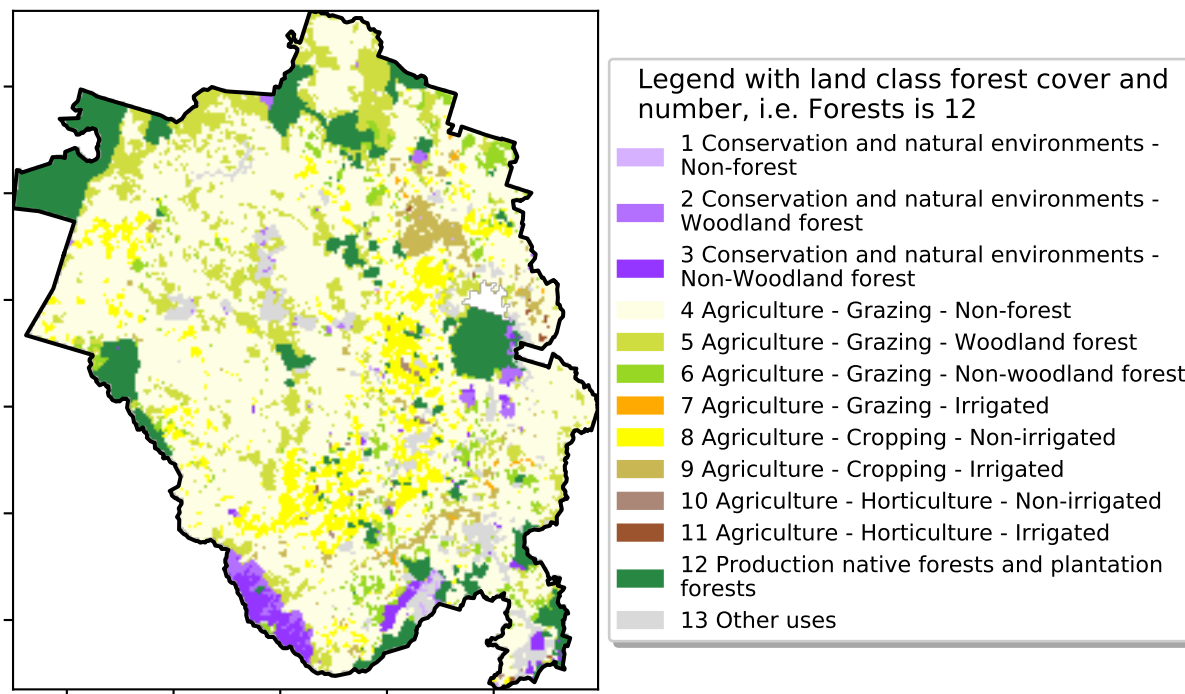 Legend with land class forest cover and
number, i.e. Forests is 12
1 Conservation and natural environments -
Non-forest
2 Conservation and natural environments -
Woodland forest
3 Conservation and natural environments -
Non-Woodland forest
4 Agriculture - Grazing - Non-forest
5 Agriculture - Grazing - Woodland forest
6 Agriculture - Grazing - Non-woodland forest
7 Agriculture - Grazing - Irrigated
8 Agriculture - Cropping - Non-irrigated
9 Agriculture - Cropping - Irrigated
10 Agriculture - Horticulture - Non-irrigated
11 Agriculture - Horticulture - Irrigated
12 Production native forests and plantation
forests
13 Other uses